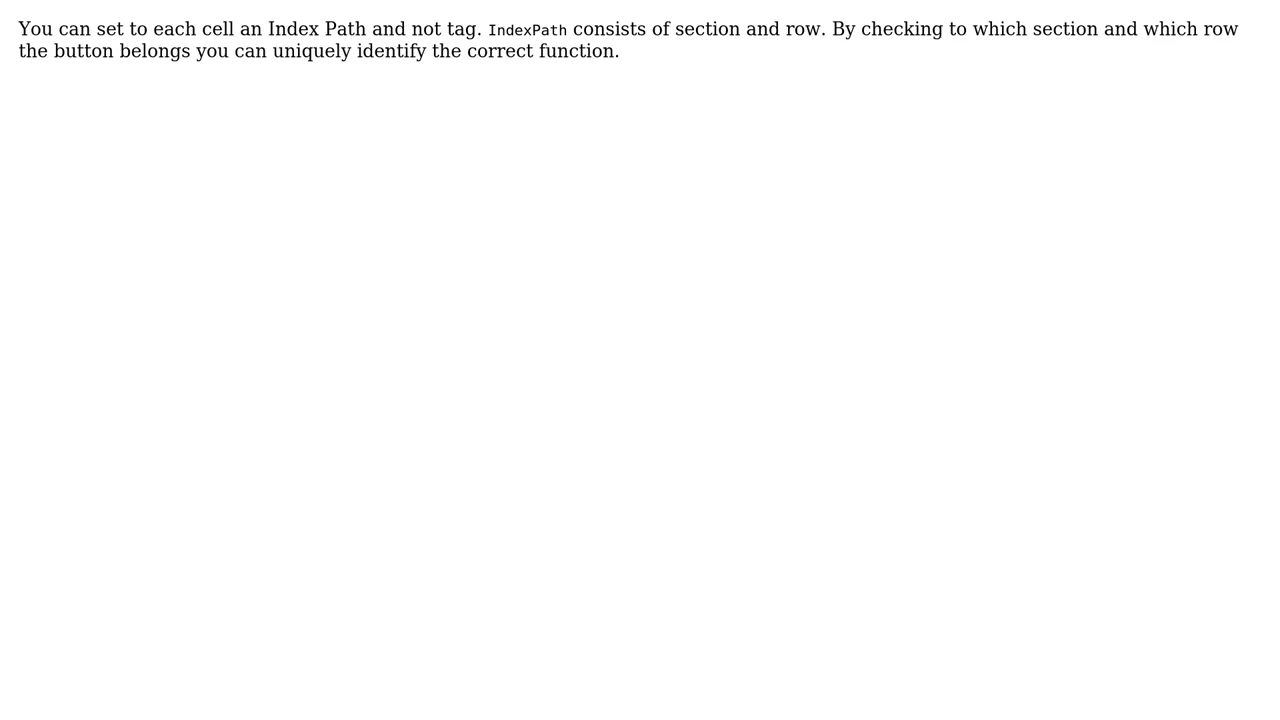 You can set to each cell an Index Path and not tag. IndexPath consists of section and row. By checking to which section and which row
the button belongs you can uniquely identify the correct function.